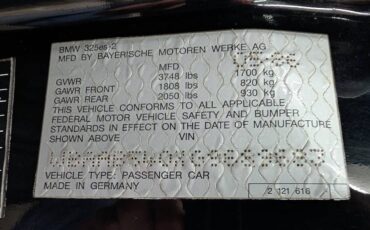 BMW 325es-2
MFD BY BAYERISCHE MOTOREN WERKE AG
MFD
GVWR 3748 lbs 1700 kg
GAWR FRONT 1808 lbs 820 kg
GAWR REAR 2050 lbs 930 kg
THIS VEHICLE CONFORMS TO ALL APPLICABLE
FEDERAL MOTOR VEHICLE SAFETY AND BUMPER
STANDARDS IN EFFECT ON THE DATE OF MANUFACTURE
SHOWN ABOVE VIN
VEHICLE TYPE: PASSENGER CAR
MADE IN GERMANY 2 121 618